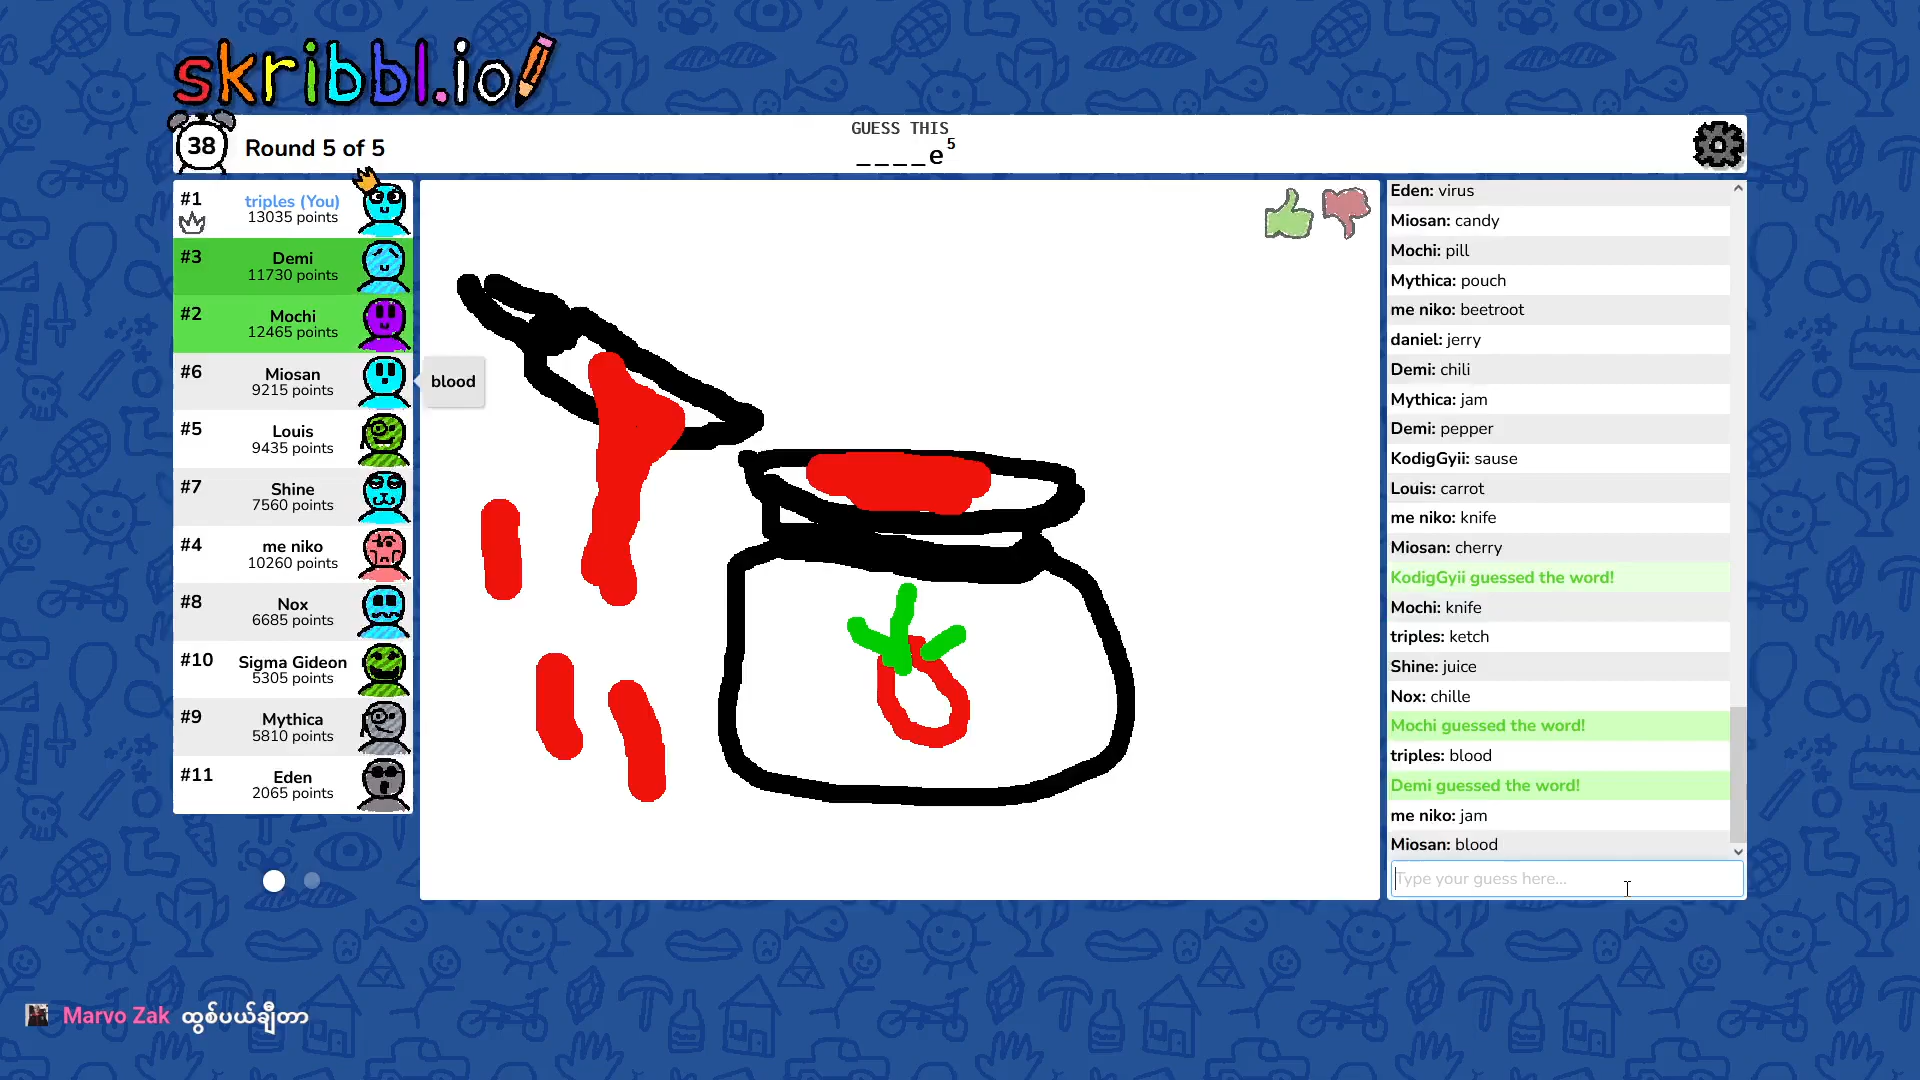 skribbl.io
38
Round 5 of 5
GUESS THIS
____e 5
#1
triples (You)
13035 points
#3
Demi
11730 points
#2
Mochi
12465 points
#6
Miosan
9215 points
blood
#5
Louis
9435 points
#7
Shine
7560 points
#4
me niko
10260 points
#8
Nox
6685 points
#10
Sigma Gideon
5305 points
#9
Mythica
5810 points
#11
Eden
2065 points
Eden: virus
Miosan: candy
Mochi: pill
Mythica: pouch
me niko: beetroot
daniel: jerry
Demi: chili
Mythica: jam
Demi: pepper
KodigGyii: sause
Louis: carrot
me niko: knife
Miosan: cherry
KodigGyii guessed the word!
Mochi: knife
triples: ketch
Shine: juice
Nox: chille
Mochi guessed the word!
triples: blood
Demi guessed the word!
me niko: jam
Miosan: blood
Type your guess here...
Marvo Zak ထွစ်ပယ်ချီတာ